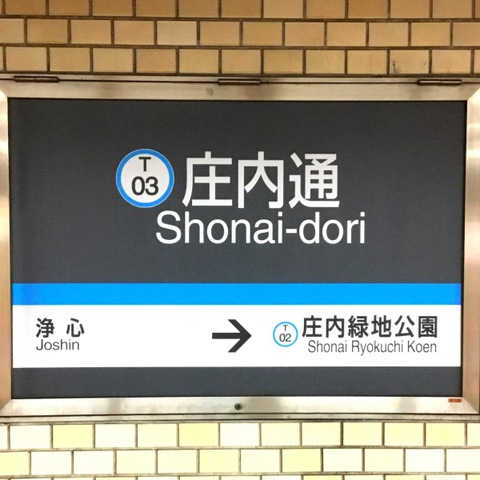 T
03
庄内通
Shonai-dori
浄心
Joshin
→
T
02
庄内緑地公園
Shonai Ryokuchi Koen